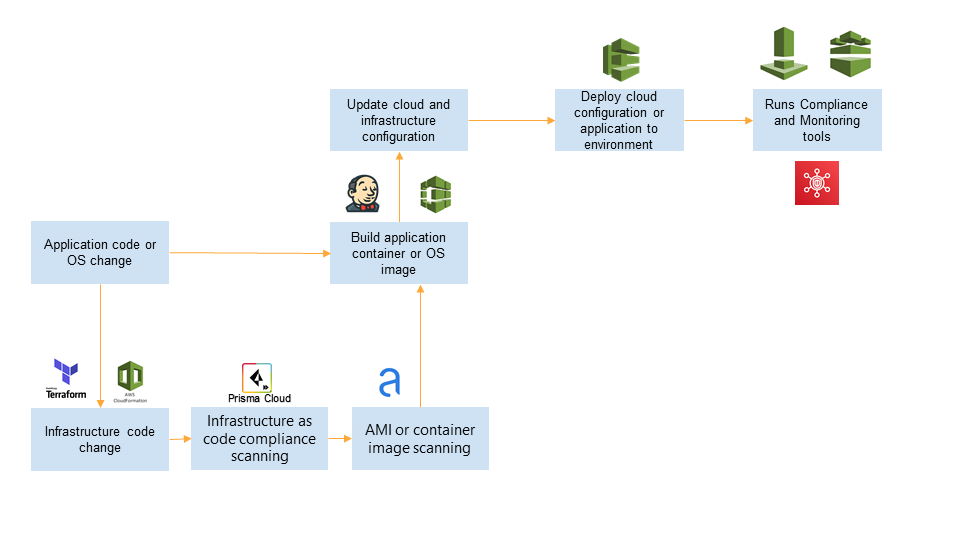 Update cloud and
infrastructure
configuration
Deploy cloud
configuration or
application to
environment
Runs Compliance
and Monitoring
tools
Application code or
OS change
Build application
container or OS
image
Terraform
AWS
CloudFormation
Prisma Cloud
Infrastructure code
change
Infrastructure as
code compliance
scanning
AMI or container
image scanning